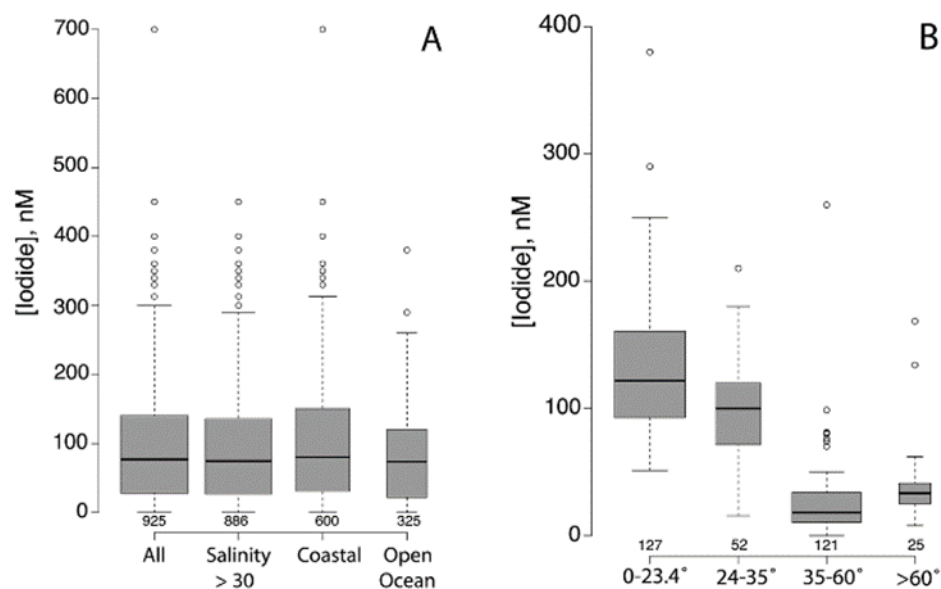 A
[Iodide], nM
700
600
500
400
300
200
100
0
925 886 600 325
All Salinity > 30 Coastal Open Ocean
B
[Iodide], nM
400
300
200
100
0
127 52 121 25
0-23.4° 24-35° 35-60° >60°